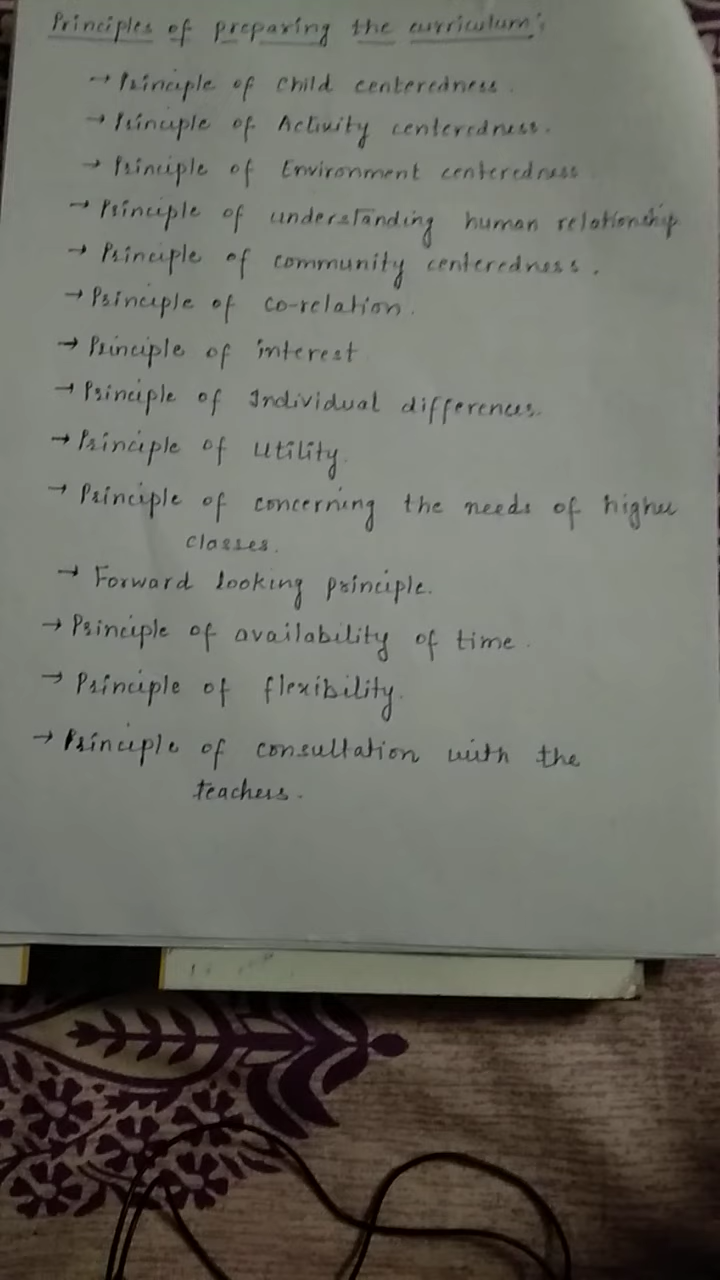 Principles of preparing the curriculum:
→ Principle of child centeredness.
→ Principle of Activity centeredness.
→ Principle of Environment centeredness
→ Principle of understanding human relationship
→ Principle of community centeredness.
→ Principle of co-relation.
→ Principle of interest
→ Principle of Individual differences.
→ Principle of Utility.
→ Principle of concerning the needs of higher
classes.
→ Forward looking principle.
→ Principle of availability of time.
→ Principle of flexibility.
→ Principle of consultation with the
teachers.